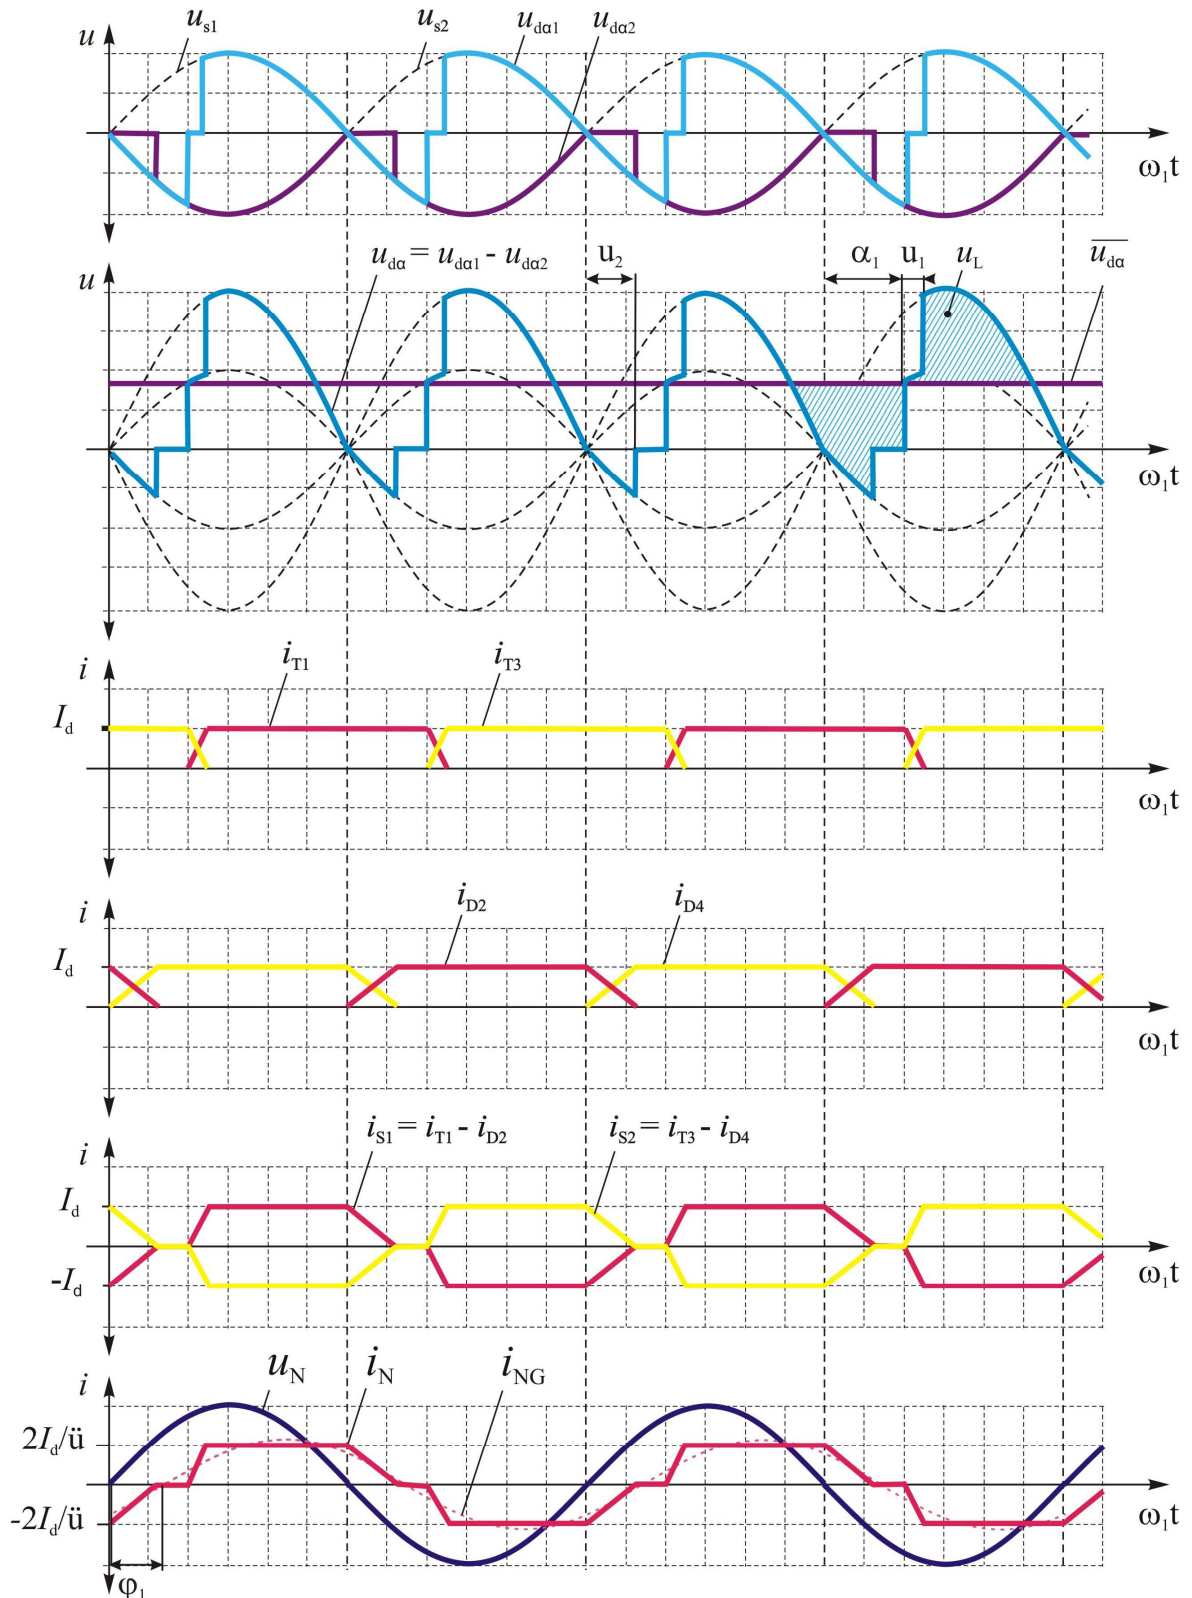 u u_s1 u_s2 u_dα1 u_dα2
ω₁t
u u_dα = u_dα1 - u_dα2 u₂ α₁ u₁ u_L u_dα
ω₁t
i i_T1 i_T3
I_d
ω₁t
i i_D2 i_D4
I_d
ω₁t
i i_S1 = i_T1 - i_D2 i_S2 = i_T3 - i_D4
I_d
-I_d
ω₁t
i u_N i_N i_NG
2I_d/ü
-2I_d/ü
ω₁t
φ₁